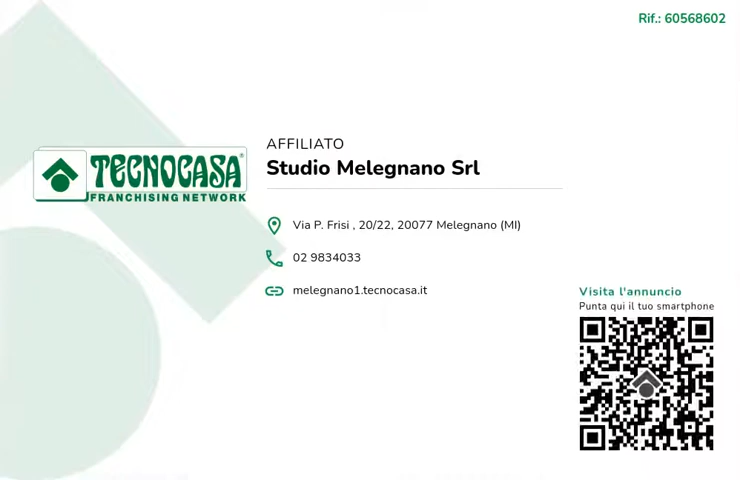 Rif.: 60568602
AFFILIATO
Studio Melegnano Srl
TECNOCASA®
FRANCHISING NETWORK
Via P. Frisi , 20/22, 20077 Melegnano (MI)
02 9834033
melegnano1.tecnocasa.it
Visita l'annuncio
Punta qui il tuo smartphone